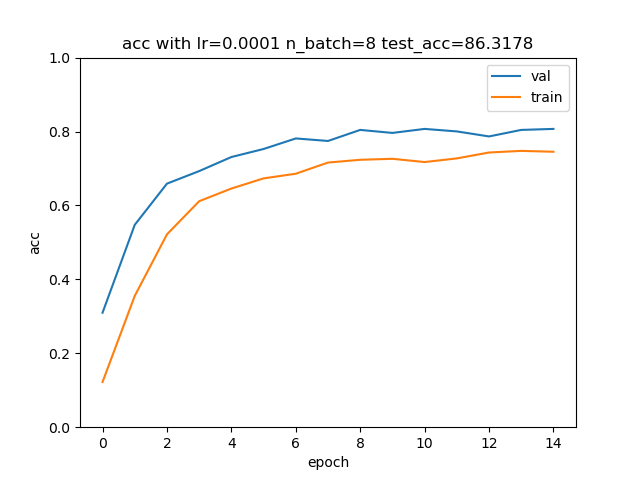 acc with lr=0.0001 n_batch=8 test_acc=86.3178
val
train
1.0
0.8
0.6
0.4
0.2
0.0
acc
0 2 4 6 8 10 12 14
epoch